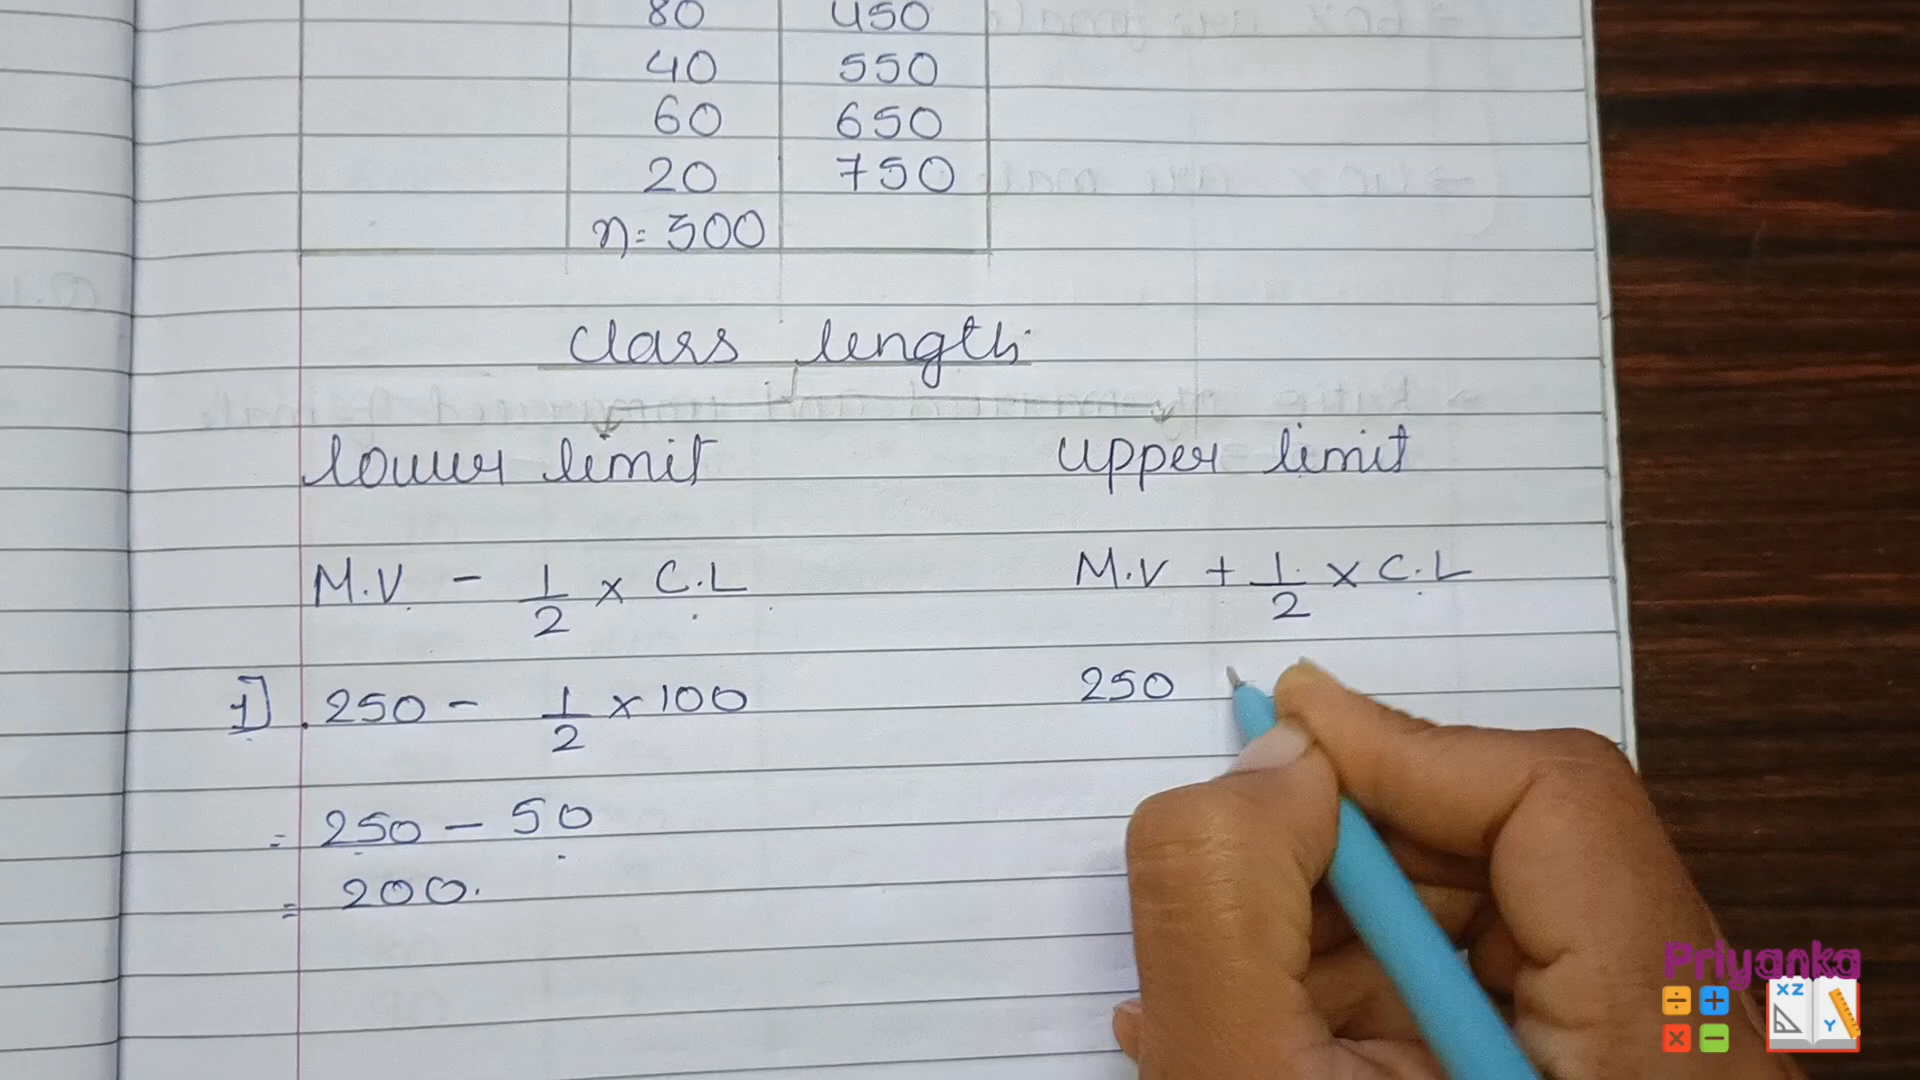 80 450
40 550
60 650
20 750
n = 300
Class length
lower limit upper limit
M.V - 1/2 x C.L M.V + 1/2 x C.L
1] 250 - 1/2 x 100 250
= 250 - 50
= 200.
Priyanka
XZ
Y